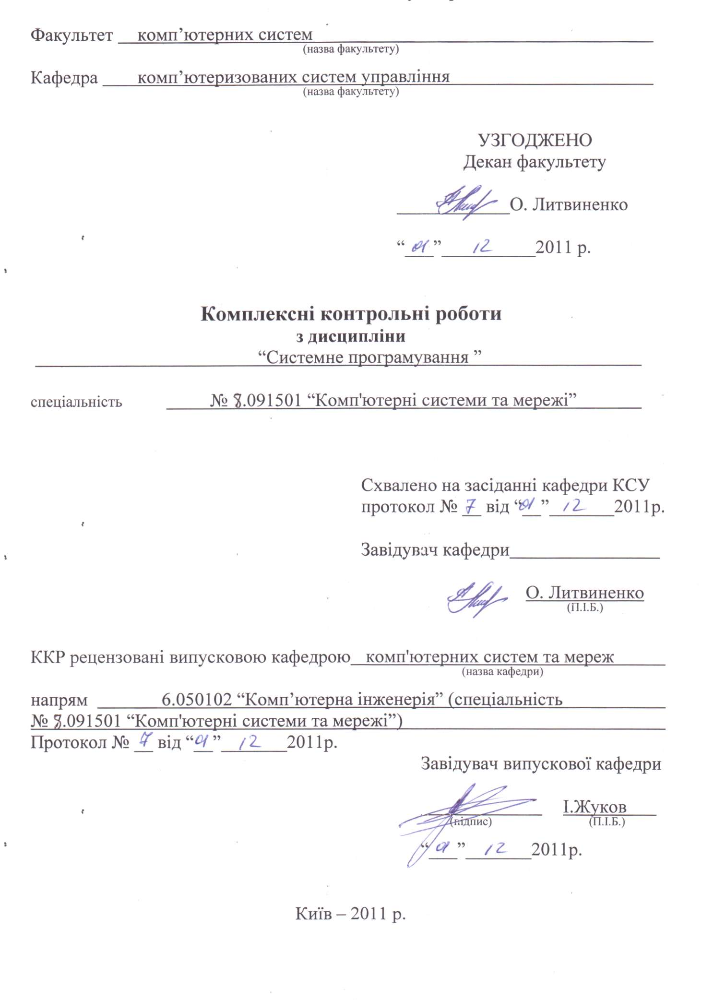 Факультет комп’ютерних систем
(назва факультету)
Кафедра комп’ютеризованих систем управління
(назва факультету)
УЗГОДЖЕНО
Декан факультету
О. Литвиненко
“01” 12 2011 р.
Комплексні контрольні роботи
з дисципліни
“Системне програмування ”
спеціальність № 8.091501 “Комп'ютерні системи та мережі”
Схвалено на засіданні кафедри КСУ
протокол № 7 від “01” 12 2011р.
Завідувач кафедри
О. Литвиненко
(П.І.Б.)
ККР рецензовані випусковою кафедрою комп'ютерних систем та мереж
(назва кафедри)
напрям 6.050102 “Комп’ютерна інженерія” (спеціальність
№ 8.091501 “Комп'ютерні системи та мережі”)
Протокол № 7 від “01” 12 2011р.
Завідувач випускової кафедри
І.Жуков
(підпис) (П.І.Б.)
“01” 12 2011р.
Київ – 2011 р.